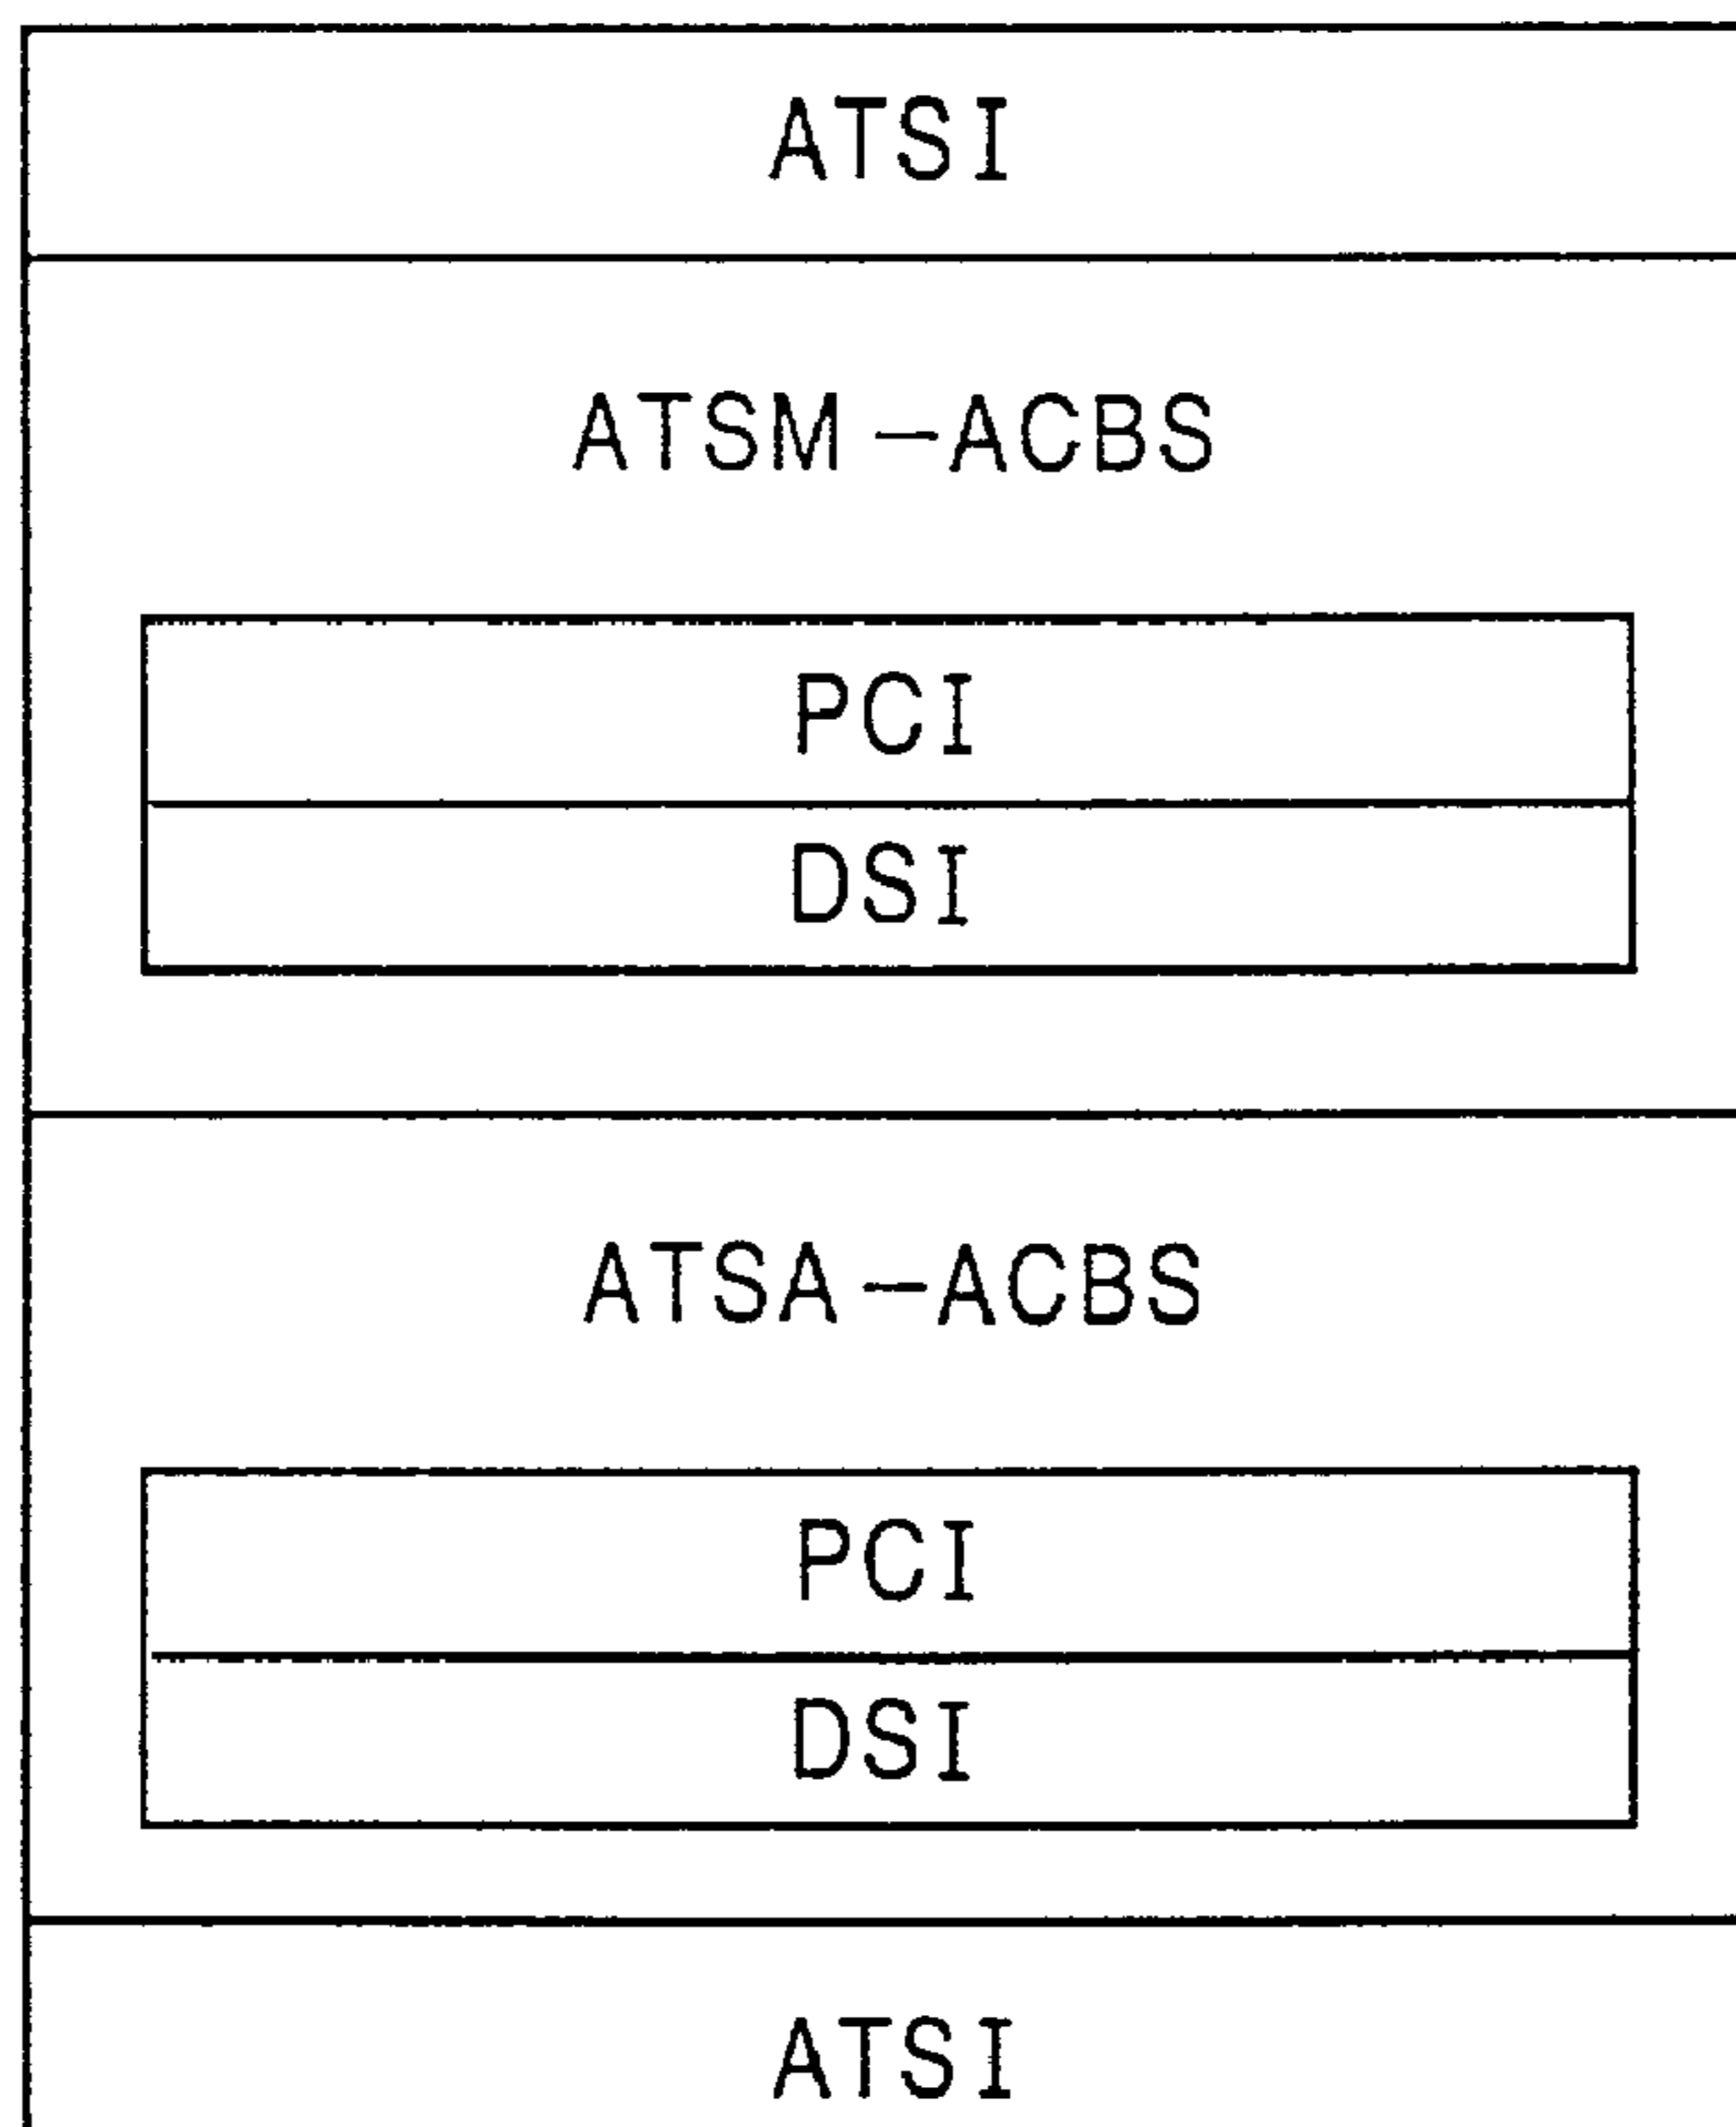 ATSI
ATSM-ACBS
PCI
DSI
ATSA-ACBS
PCI
DSI
ATSI